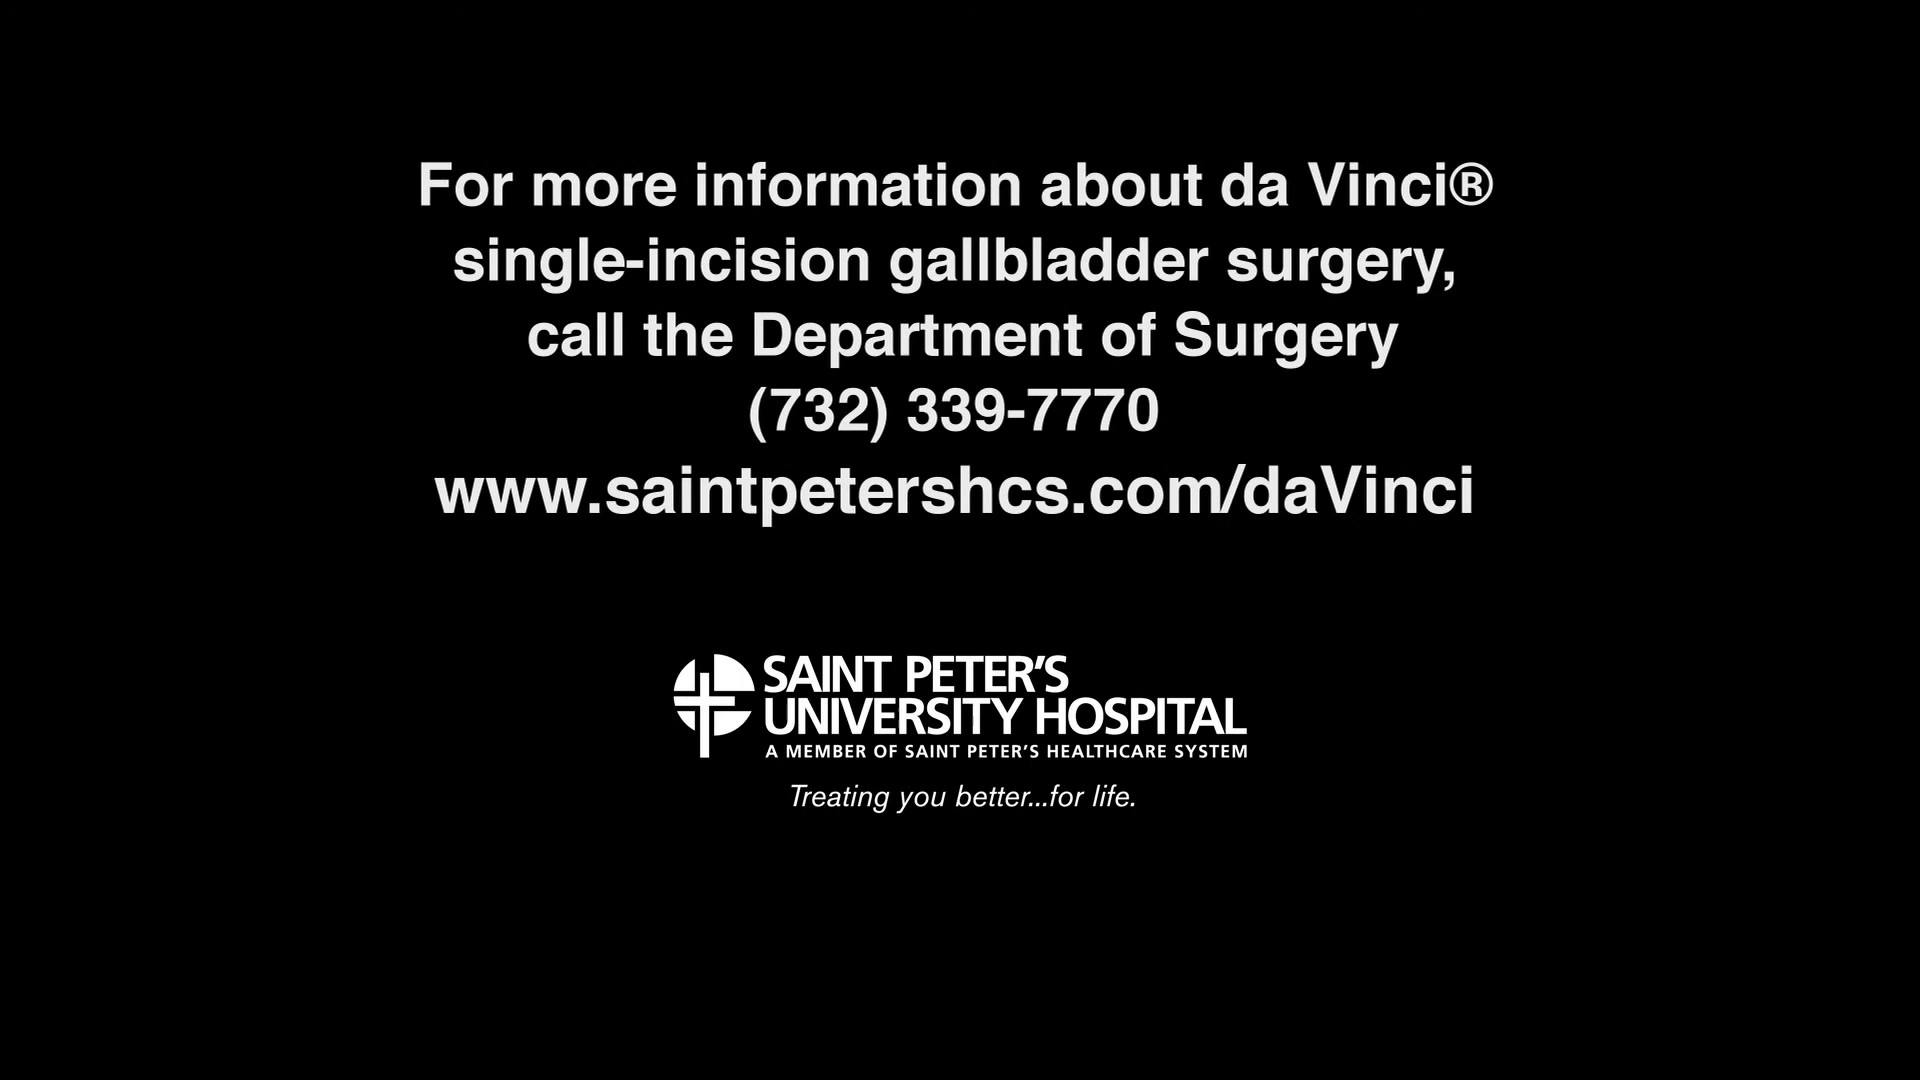 For more information about da Vinci®
single-incision gallbladder surgery,
call the Department of Surgery
(732) 339-7770
www.saintpetershcs.com/daVinci
SAINT PETER'S
UNIVERSITY HOSPITAL
A MEMBER OF SAINT PETER'S HEALTHCARE SYSTEM
Treating you better...for life.